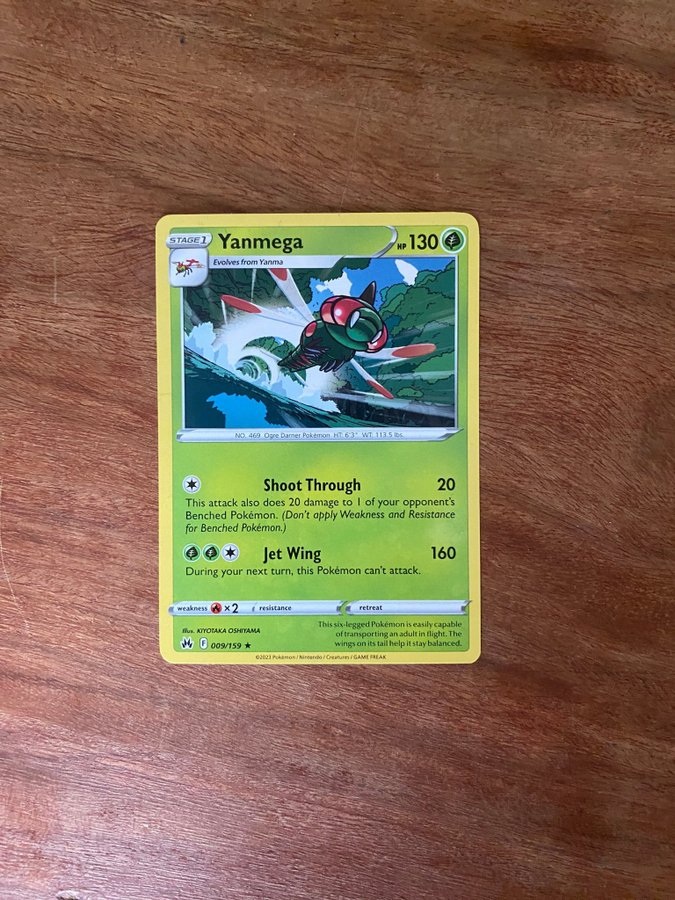 STAGE 1 Yanmega HP 130
Evolves from Yanma
NO. 469 Ogre Darner Pokémon HT: 6'3" WT: 113.5 lbs.
Shoot Through 20
This attack also does 20 damage to 1 of your opponent's
Benched Pokémon. (Don't apply Weakness and Resistance
for Benched Pokémon.)
Jet Wing 160
During your next turn, this Pokémon can't attack.
weakness ×2 resistance retreat
Illus. KIYOTAKA OSHIYAMA
F 009/159 ★
This six-legged Pokémon is easily capable
of transporting an adult in flight. The
wings on its tail help it stay balanced.
©2023 Pokémon / Nintendo / Creatures / GAME FREAK